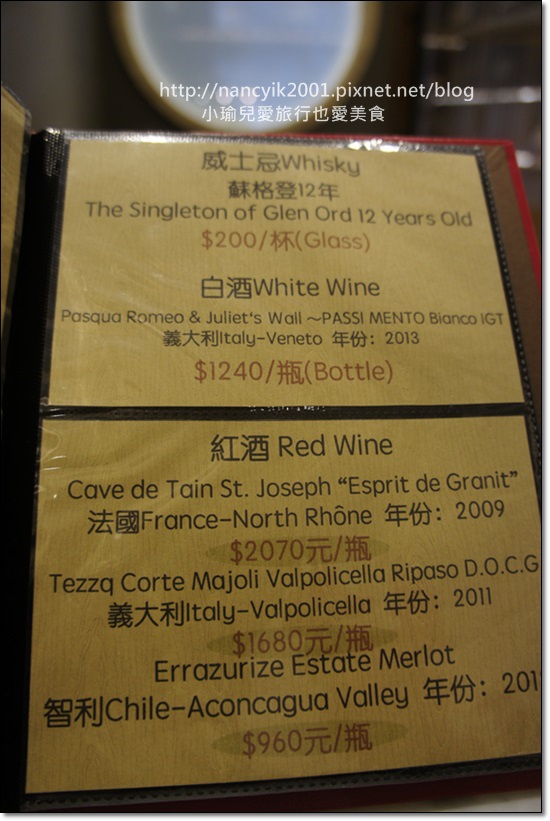 http://nancyik2001.pixnet.net/blog
小瑜兒愛旅行也愛美食
威士忌Whisky
蘇格登12年
The Singleton of Glen Ord 12 Years Old
$200/杯(Glass)
白酒White Wine
Pasqua Romeo & Juliet's Wall ~PASSI MENTO Bianco IGT
義大利Italy-Veneto 年份: 2013
$1240/瓶(Bottle)
紅酒 Red Wine
Cave de Tain St. Joseph “Esprit de Granit”
法國France-North Rhône 年份: 2009
$2070元/瓶
Tezzq Corte Majoli Valpolicella Ripaso D.O.C.G
義大利Italy-Valpolicella 年份: 2011
$1680元/瓶
Errazurize Estate Merlot
智利Chile-Aconcagua Valley 年份: 201
$960元/瓶